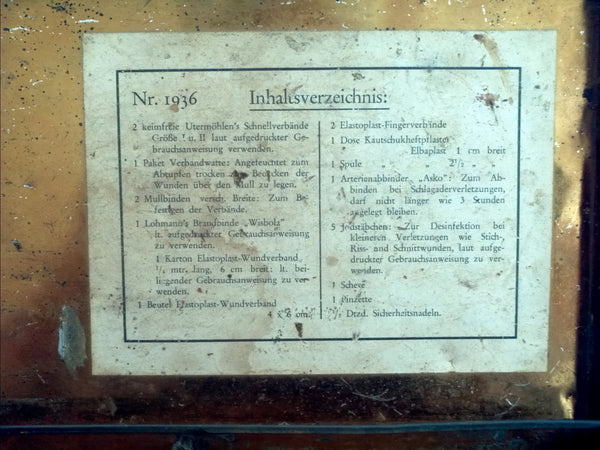 Nr. 1936 Inhaltsverzeichnis:
2 keimfreie Utermöhlen's Schnellverbände
Größe I u. II laut aufgedruckter Ge-
brauchsanweisung verwenden.
1 Paket Verbandwatte: Angefeuchtet zum
Abtupfen trocken zum Bedecken der
Wunden über den Mull zu legen.
2 Mullbinden versch. Breite: Zum Be-
festigen der Verbände.
1 Lohmann's Brandbinde „Wisbola"
lt. aufgedruckter Gebrauchsanweisung
zu verwenden.
1 Karton Elastoplast-Wundverband
mtr. lang, 6 cm breit: lt. bei-
liegender Gebrauchsanweisung zu ver-
wenden.
1 Beutel Elastoplast-Wundverband
4 x 6 cm.
2 Elastoplast-Fingerverbände
1 Dose Kautschukheftpflaster
Elbaplast 1 cm breit
1 Spule „ 2½ „ „
1 Arterienabbinder „Asko": Zum Ab-
binden bei Schlagaderverletzungen,
darf nicht länger wie 3 Stunden
angelegt bleiben.
5 Jodstäbchen: Zur Desinfektion bei
kleineren Verletzungen wie Stich-,
Riss- und Schnittwunden, laut aufge-
druckter Gebrauchsanweisung zu ver-
wenden.
1 Schere
1 Pinzette
Dtzd. Sicherheitsnadeln.